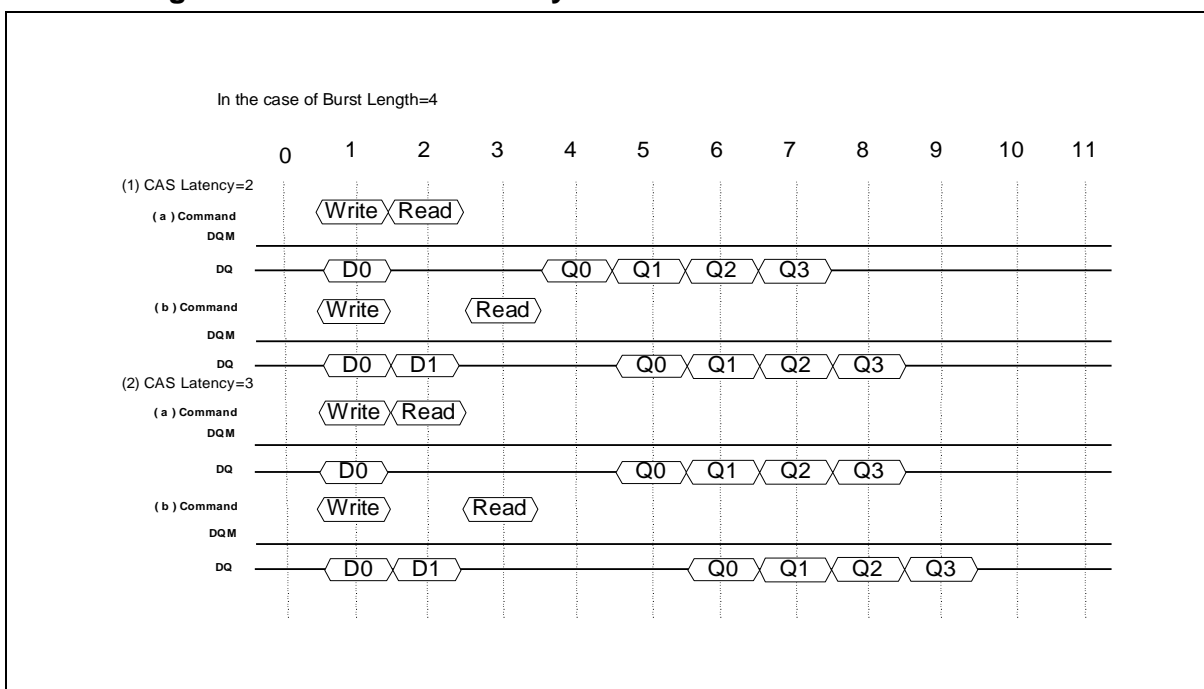 In the case of Burst Length=4
0 1 2 3 4 5 6 7 8 9 10 11
(1) CAS Latency=2
( a ) Command Write Read
DQM
DQ D0 Q0 Q1 Q2 Q3
( b ) Command Write Read
DQM
DQ D0 D1 Q0 Q1 Q2 Q3
(2) CAS Latency=3
( a ) Command Write Read
DQM
DQ D0 Q0 Q1 Q2 Q3
( b ) Command Write Read
DQM
DQ D0 D1 Q0 Q1 Q2 Q3